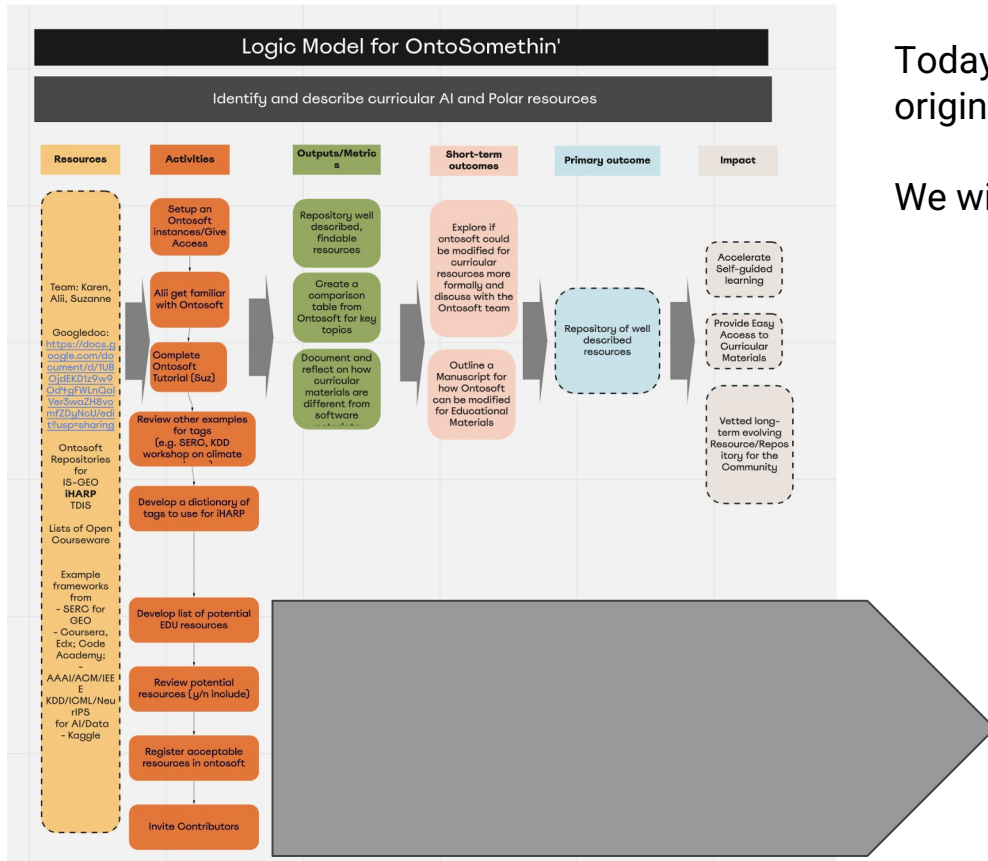 Logic Model for OntoSomethin'
Identify and describe curricular AI and Polar resources
Resources
Team: Karen,
Alii, Suzanne
Googledoc:
https://docs.g
oogle.com/do
cument/d/1UB
OjdEKD1z9w9
Od4gFWLnQal
Ver3waZH8vo
mfZDyNcU/edi
t?usp=sharing
Ontosoft
Repositories
for
IS-GEO
iHARP
TDIS
Lists of Open
Courseware
Example
frameworks
from
- SERC for
GEO
- Coursera,
Edx; Code
Academy;
-
AAAI/ACM/IEE
E
KDD/ICML/Neu
rIPS
for AI/Data
- Kaggle
Activities
Setup an
Ontosoft
instances/Give
Access
Alii get familiar
with Ontosoft
Complete
Ontosoft
Tutorial (Suz)
Review other examples
for tags
(e.g. SERC, KDD
workshop on climate
Develop a dictionary of
tags to use for iHARP
Develop list of potential
EDU resources
Review potential
resources (y/n include)
Register acceptable
resources in ontosoft
Invite Contributors
Outputs/Metric
s
Repository well
described,
findable
resources
Create a
comparison
table from
Ontosoft for key
topics
Document and
reflect on how
curricular
materials are
different from
software
Short-term
outcomes
Explore if
ontosoft could
be modified for
curricular
resources more
formally and
discuss with the
Ontosoft team
Outline a
Manuscript for
how Ontosoft
can be modified
for Educational
Materials
Primary outcome
Repository of well
described
resources
Impact
Accelerate
Self-guided
learning
Provide Easy
Access to
Curricular
Materials
Vetted long-
term evolving
Resource/Repos
itory for the
Community
Today
origin
We wi